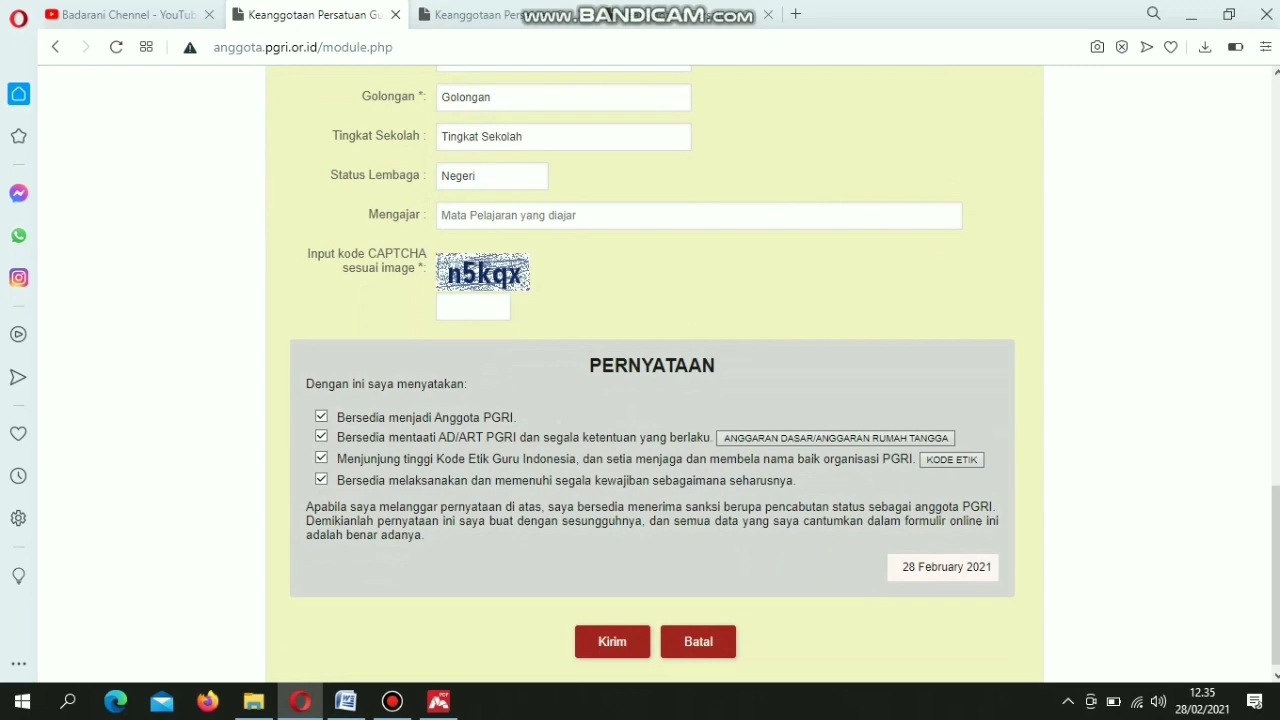 Badarani Chennel - YouTub
Keanggotaan Persatuan Gu
Keanggotaan Pers
www.BANDICAM.com
anggota.pgri.or.id/module.php
Golongan *:
Golongan
Tingkat Sekolah :
Tingkat Sekolah
Status Lembaga :
Negeri
Mengajar :
Mata Pelajaran yang diajar
Input kode CAPTCHA
sesuai image *:
n5kqx
PERNYATAAN
Dengan ini saya menyatakan:
Bersedia menjadi Anggota PGRI.
Bersedia mentaati AD/ART PGRI dan segala ketentuan yang berlaku. ANGGARAN DASAR/ANGGARAN RUMAH TANGGA
Menjunjung tinggi Kode Etik Guru Indonesia, dan setia menjaga dan membela nama baik organisasi PGRI. KODE ETIK
Bersedia melaksanakan dan memenuhi segala kewajiban sebagaimana seharusnya.
Apabila saya melanggar pernyataan di atas, saya bersedia menerima sanksi berupa pencabutan status sebagai anggota PGRI.
Demikianlah pernyataan ini saya buat dengan sesungguhnya, dan semua data yang saya cantumkan dalam formulir online ini
adalah benar adanya.
28 February 2021
Kirim
Batal
12.35
28/02/2021